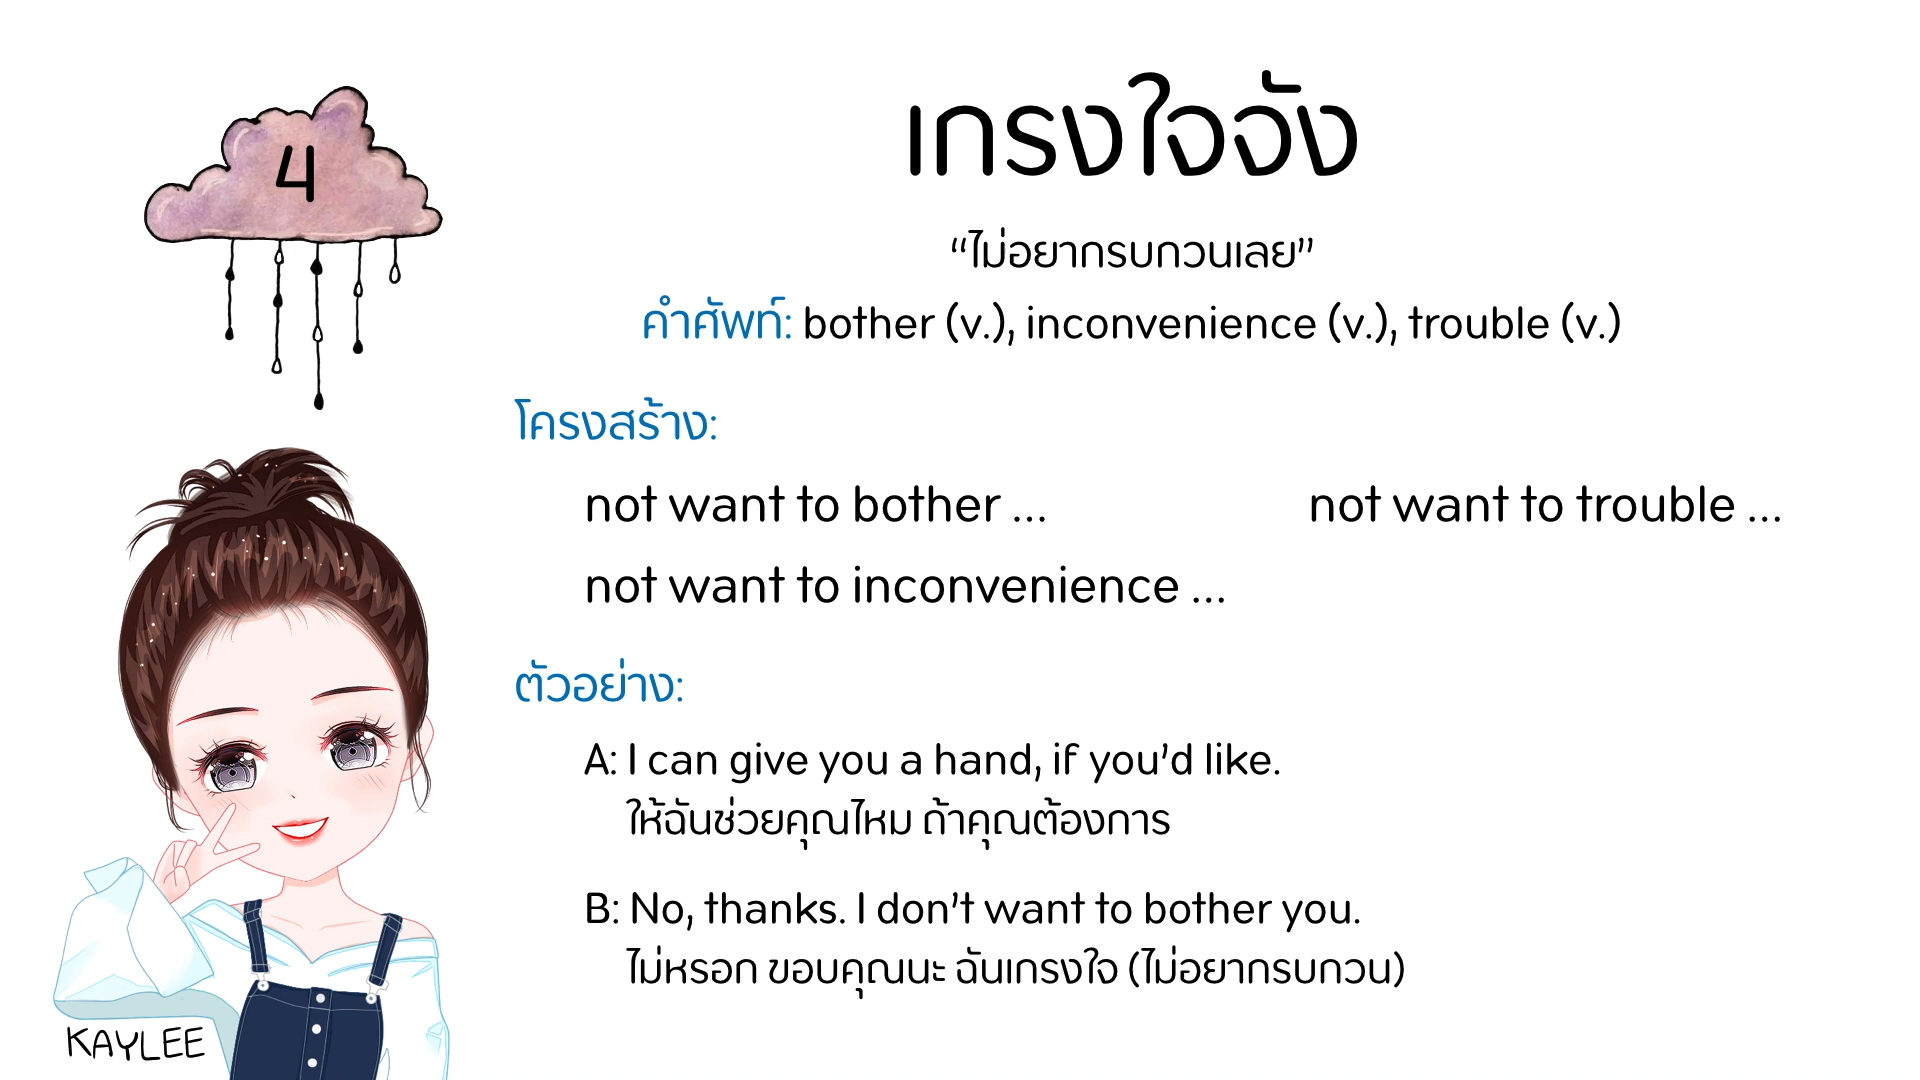 4
เกรงใจจัง
“ไม่อยากรบกวนเลย”
คำศัพท์: bother (v.), inconvenience (v.), trouble (v.)
โครงสร้าง:
not want to bother ... not want to trouble ...
not want to inconvenience ...
ตัวอย่าง:
A: I can give you a hand, if you’d like.
ให้ฉันช่วยคุณไหม ถ้าคุณต้องการ
B: No, thanks. I don’t want to bother you.
ไม่หรอก ขอบคุณนะ ฉันเกรงใจ (ไม่อยากรบกวน)
KAYLEE